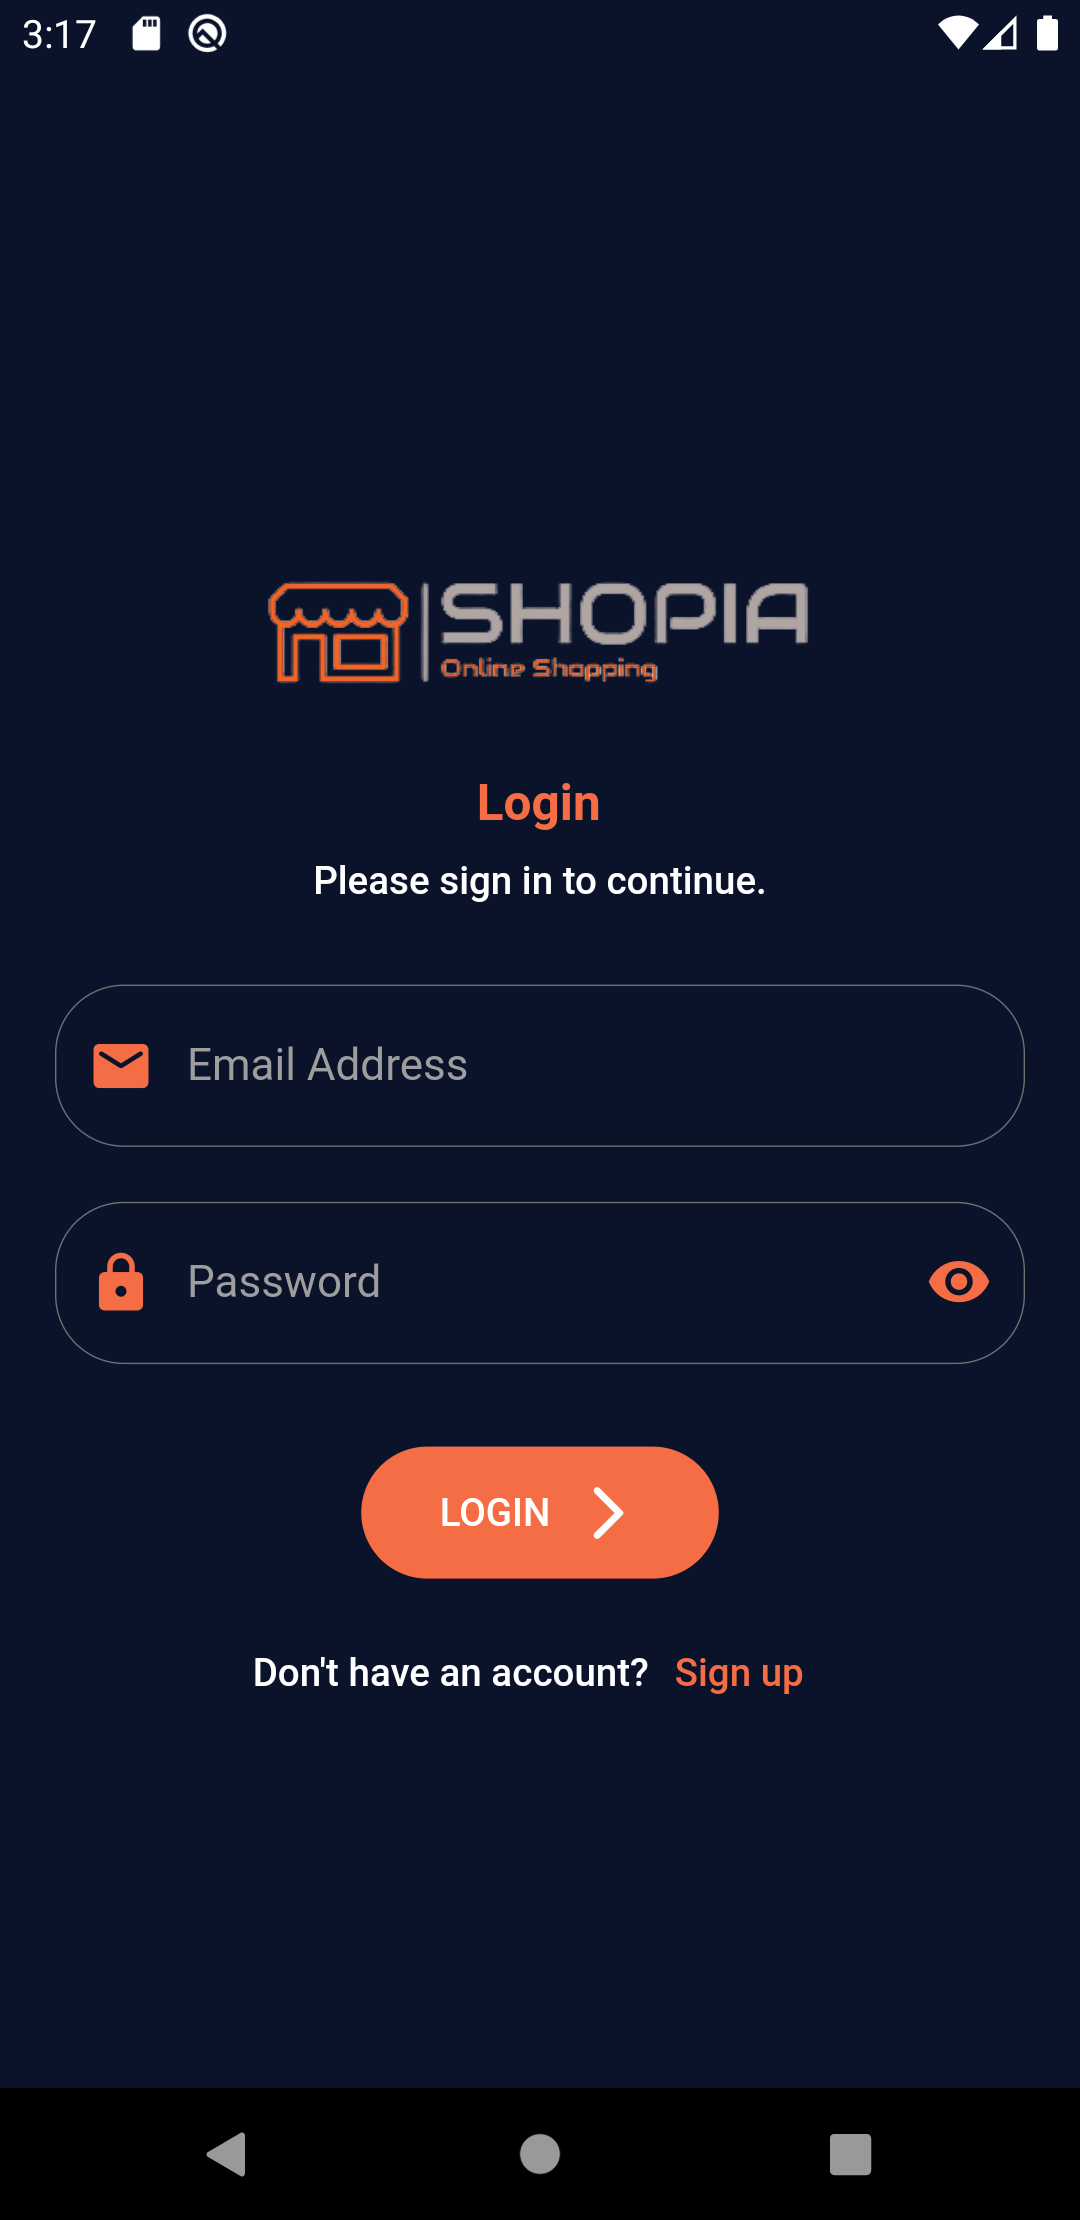 3:17
SHOPIA
Online Shopping
Login
Please sign in to continue.
Email Address
Password
LOGIN
Don't have an account? Sign up